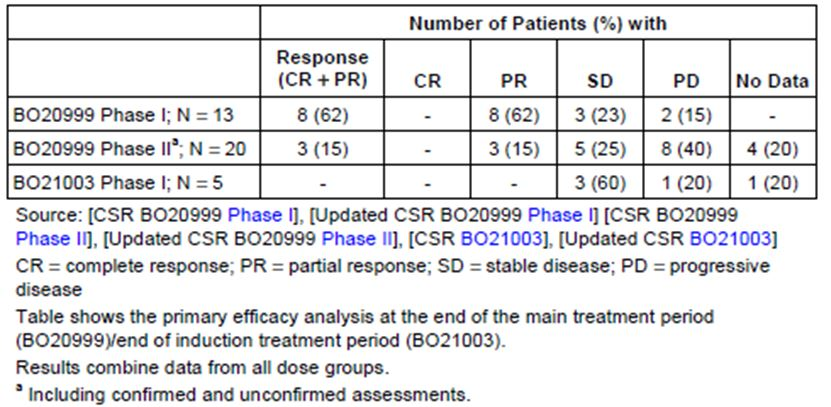 Number of Patients (%) with
Response (CR + PR) CR PR SD PD No Data
BO20999 Phase I; N = 13 8 (62) - 8 (62) 3 (23) 2 (15) -
BO20999 Phase IIa; N = 20 3 (15) - 3 (15) 5 (25) 8 (40) 4 (20)
BO21003 Phase I; N = 5 - - - 3 (60) 1 (20) 1 (20)
Source: [CSR BO20999 Phase I], [Updated CSR BO20999 Phase I] [CSR BO20999
Phase II], [Updated CSR BO20999 Phase II], [CSR BO21003], [Updated CSR BO21003]
CR = complete response; PR = partial response; SD = stable disease; PD = progressive
disease
Table shows the primary efficacy analysis at the end of the main treatment period
(BO20999)/end of induction treatment period (BO21003).
Results combine data from all dose groups.
a Including confirmed and unconfirmed assessments.